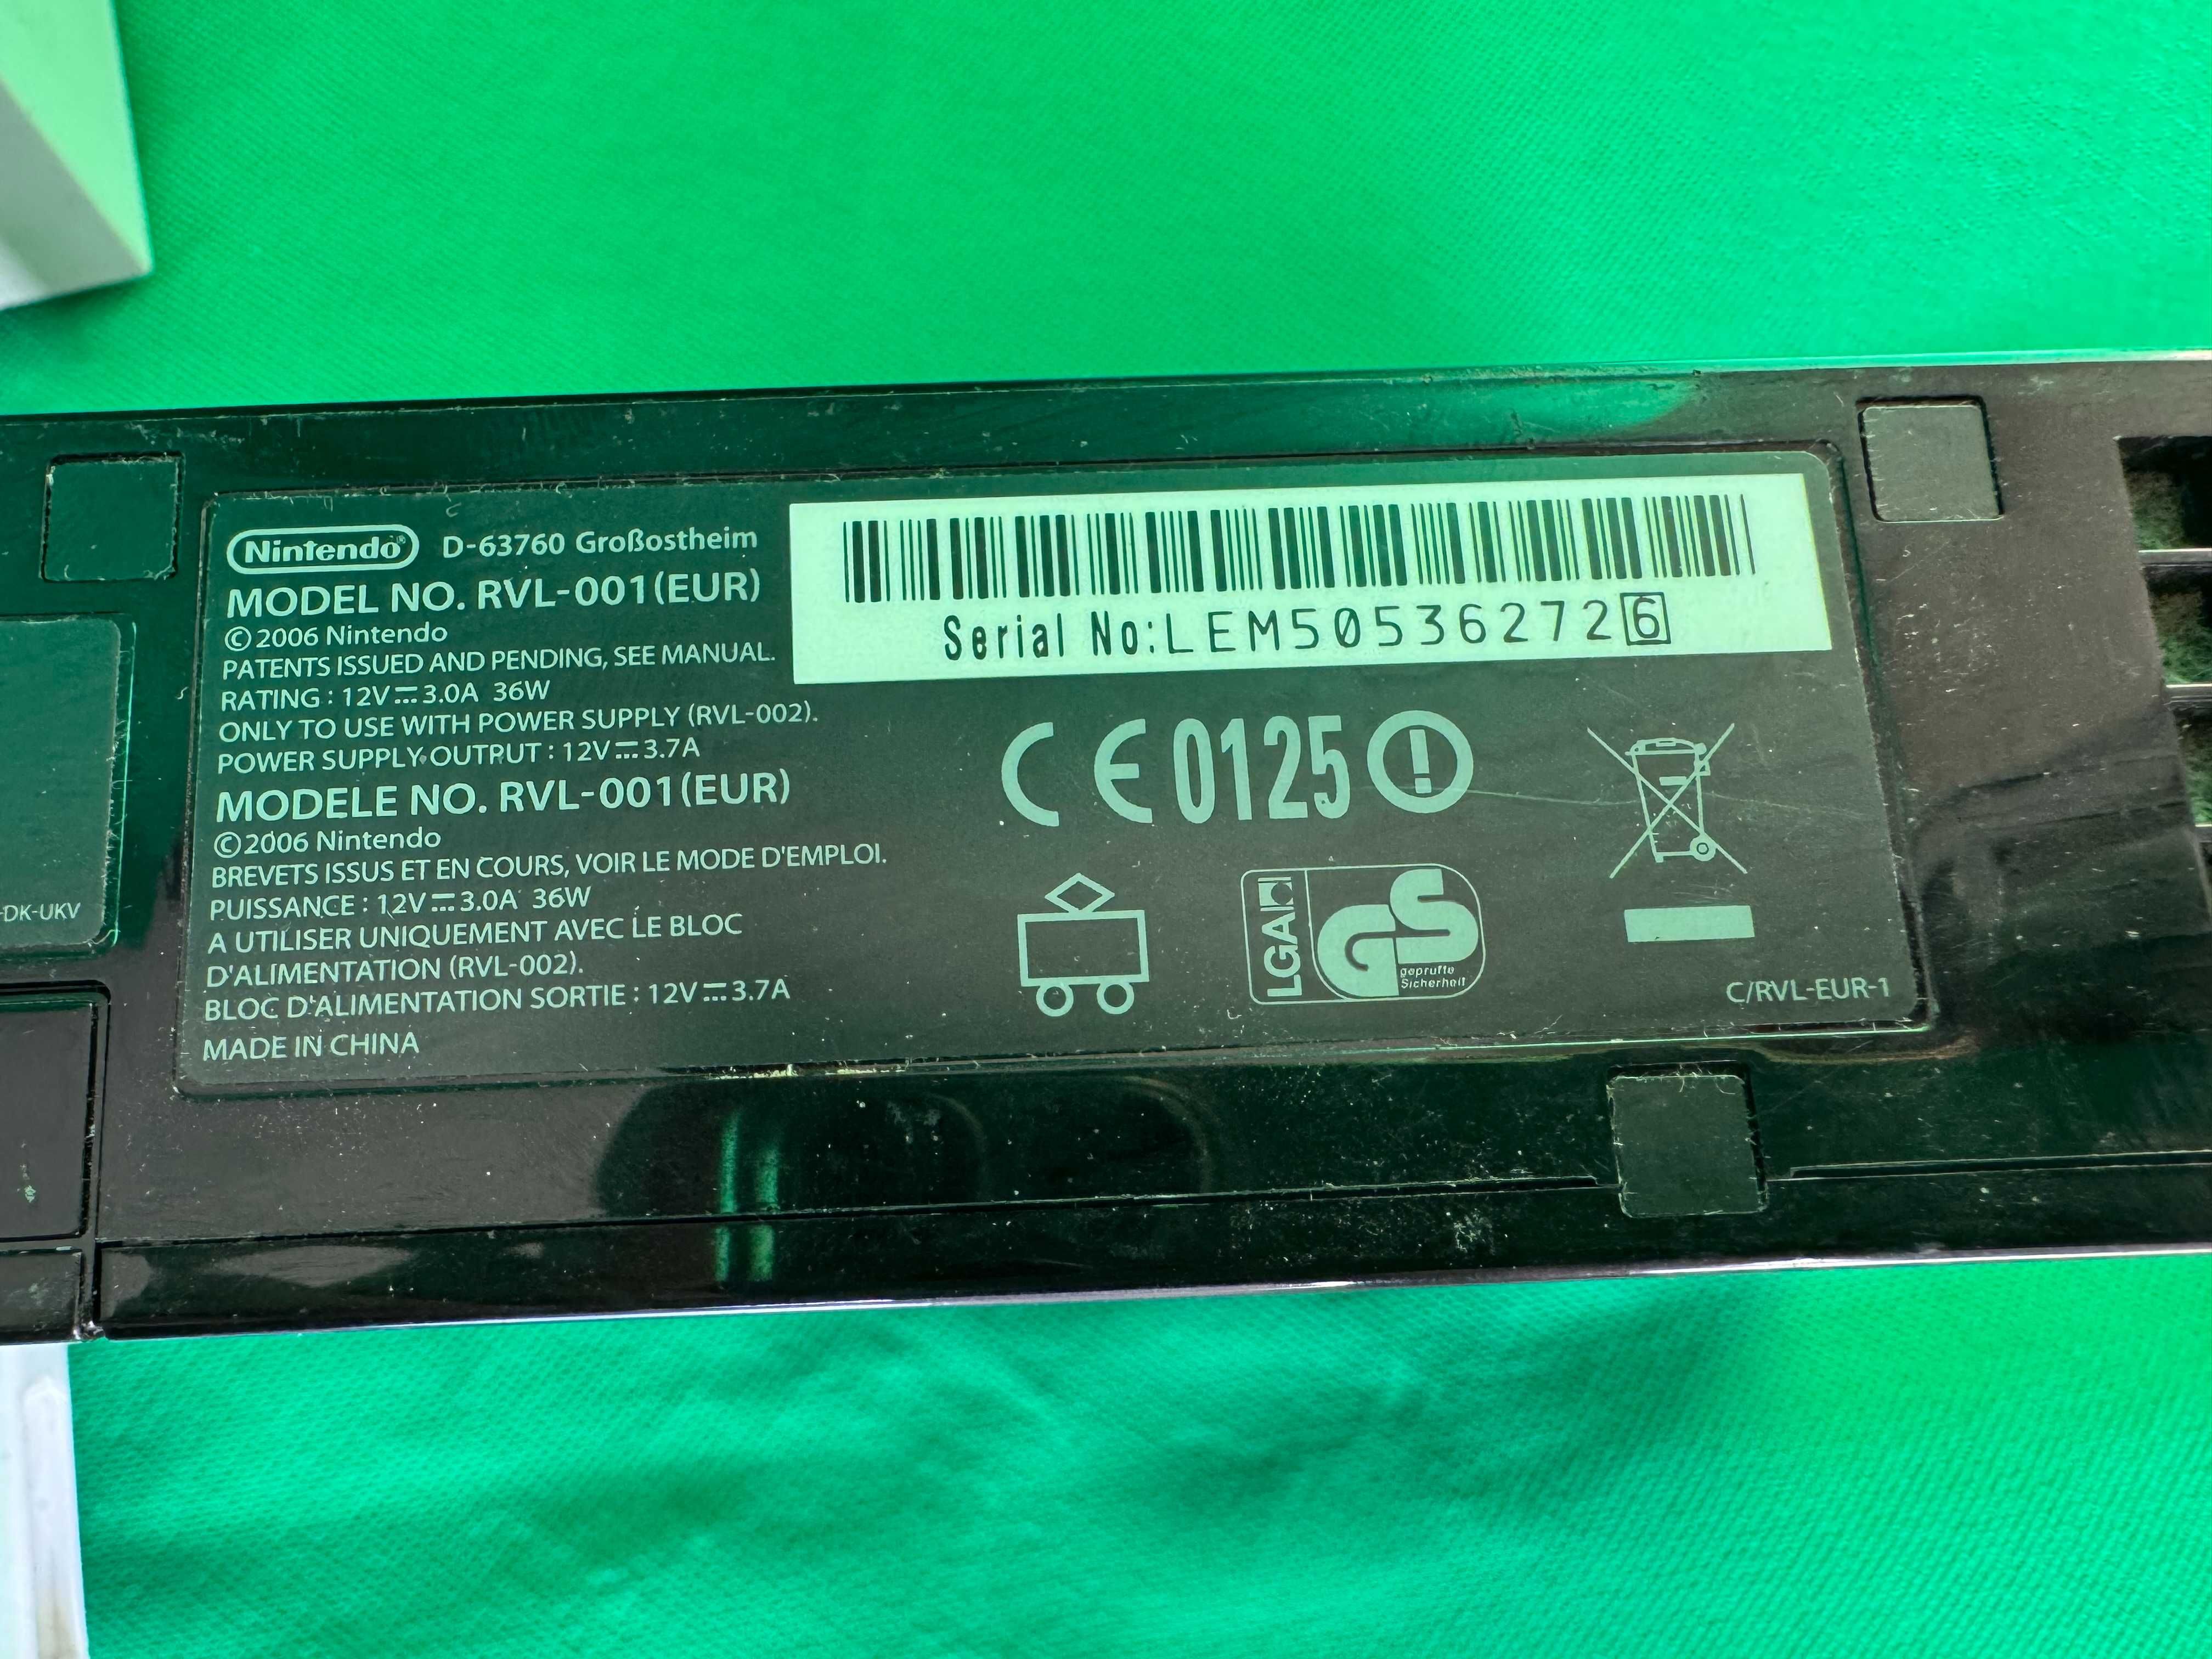 Nintendo® D-63760 Großostheim
MODEL NO. RVL-001(EUR)
©2006 Nintendo
PATENTS ISSUED AND PENDING, SEE MANUAL.
RATING : 12V⎓3.0A 36W
ONLY TO USE WITH POWER SUPPLY (RVL-002).
POWER SUPPLY OUTPUT : 12V⎓3.7A
MODELE NO. RVL-001(EUR)
©2006 Nintendo
BREVETS ISSUS ET EN COURS, VOIR LE MODE D'EMPLOI.
PUISSANCE : 12V⎓3.0A 36W
A UTILISER UNIQUEMENT AVEC LE BLOC
D'ALIMENTATION (RVL-002).
BLOC D'ALIMENTATION SORTIE : 12V⎓3.7A
MADE IN CHINA
Serial No:LEM505362726
CE0125!
LGAI
GS
geprüfte
Sicherheit
C/RVL-EUR-1
-DK-UKV